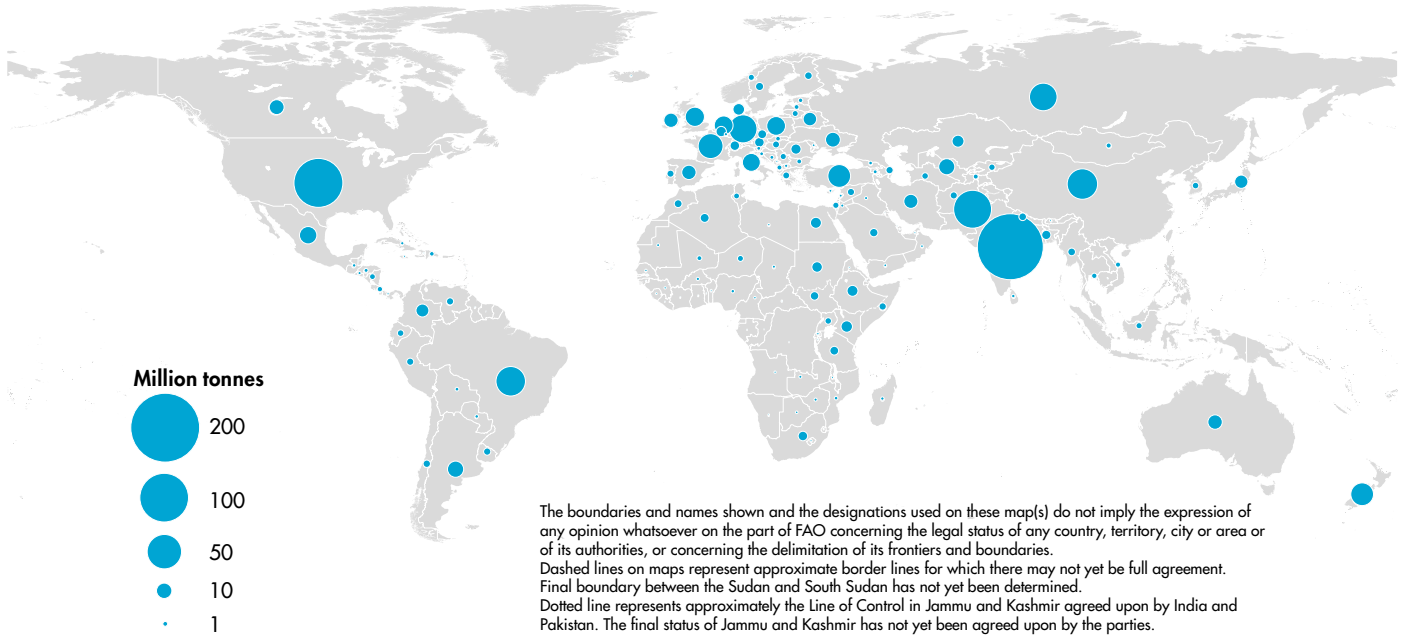 Million tonnes
200
100
50
10
1
The boundaries and names shown and the designations used on these map(s) do not imply the expression of
any opinion whatsoever on the part of FAO concerning the legal status of any country, territory, city or area or
of its authorities, or concerning the delimitation of its frontiers and boundaries.
Dashed lines on maps represent approximate border lines for which there may not yet be full agreement.
Final boundary between the Sudan and South Sudan has not yet been determined.
Dotted line represents approximately the Line of Control in Jammu and Kashmir agreed upon by India and
Pakistan. The final status of Jammu and Kashmir has not yet been agreed upon by the parties.